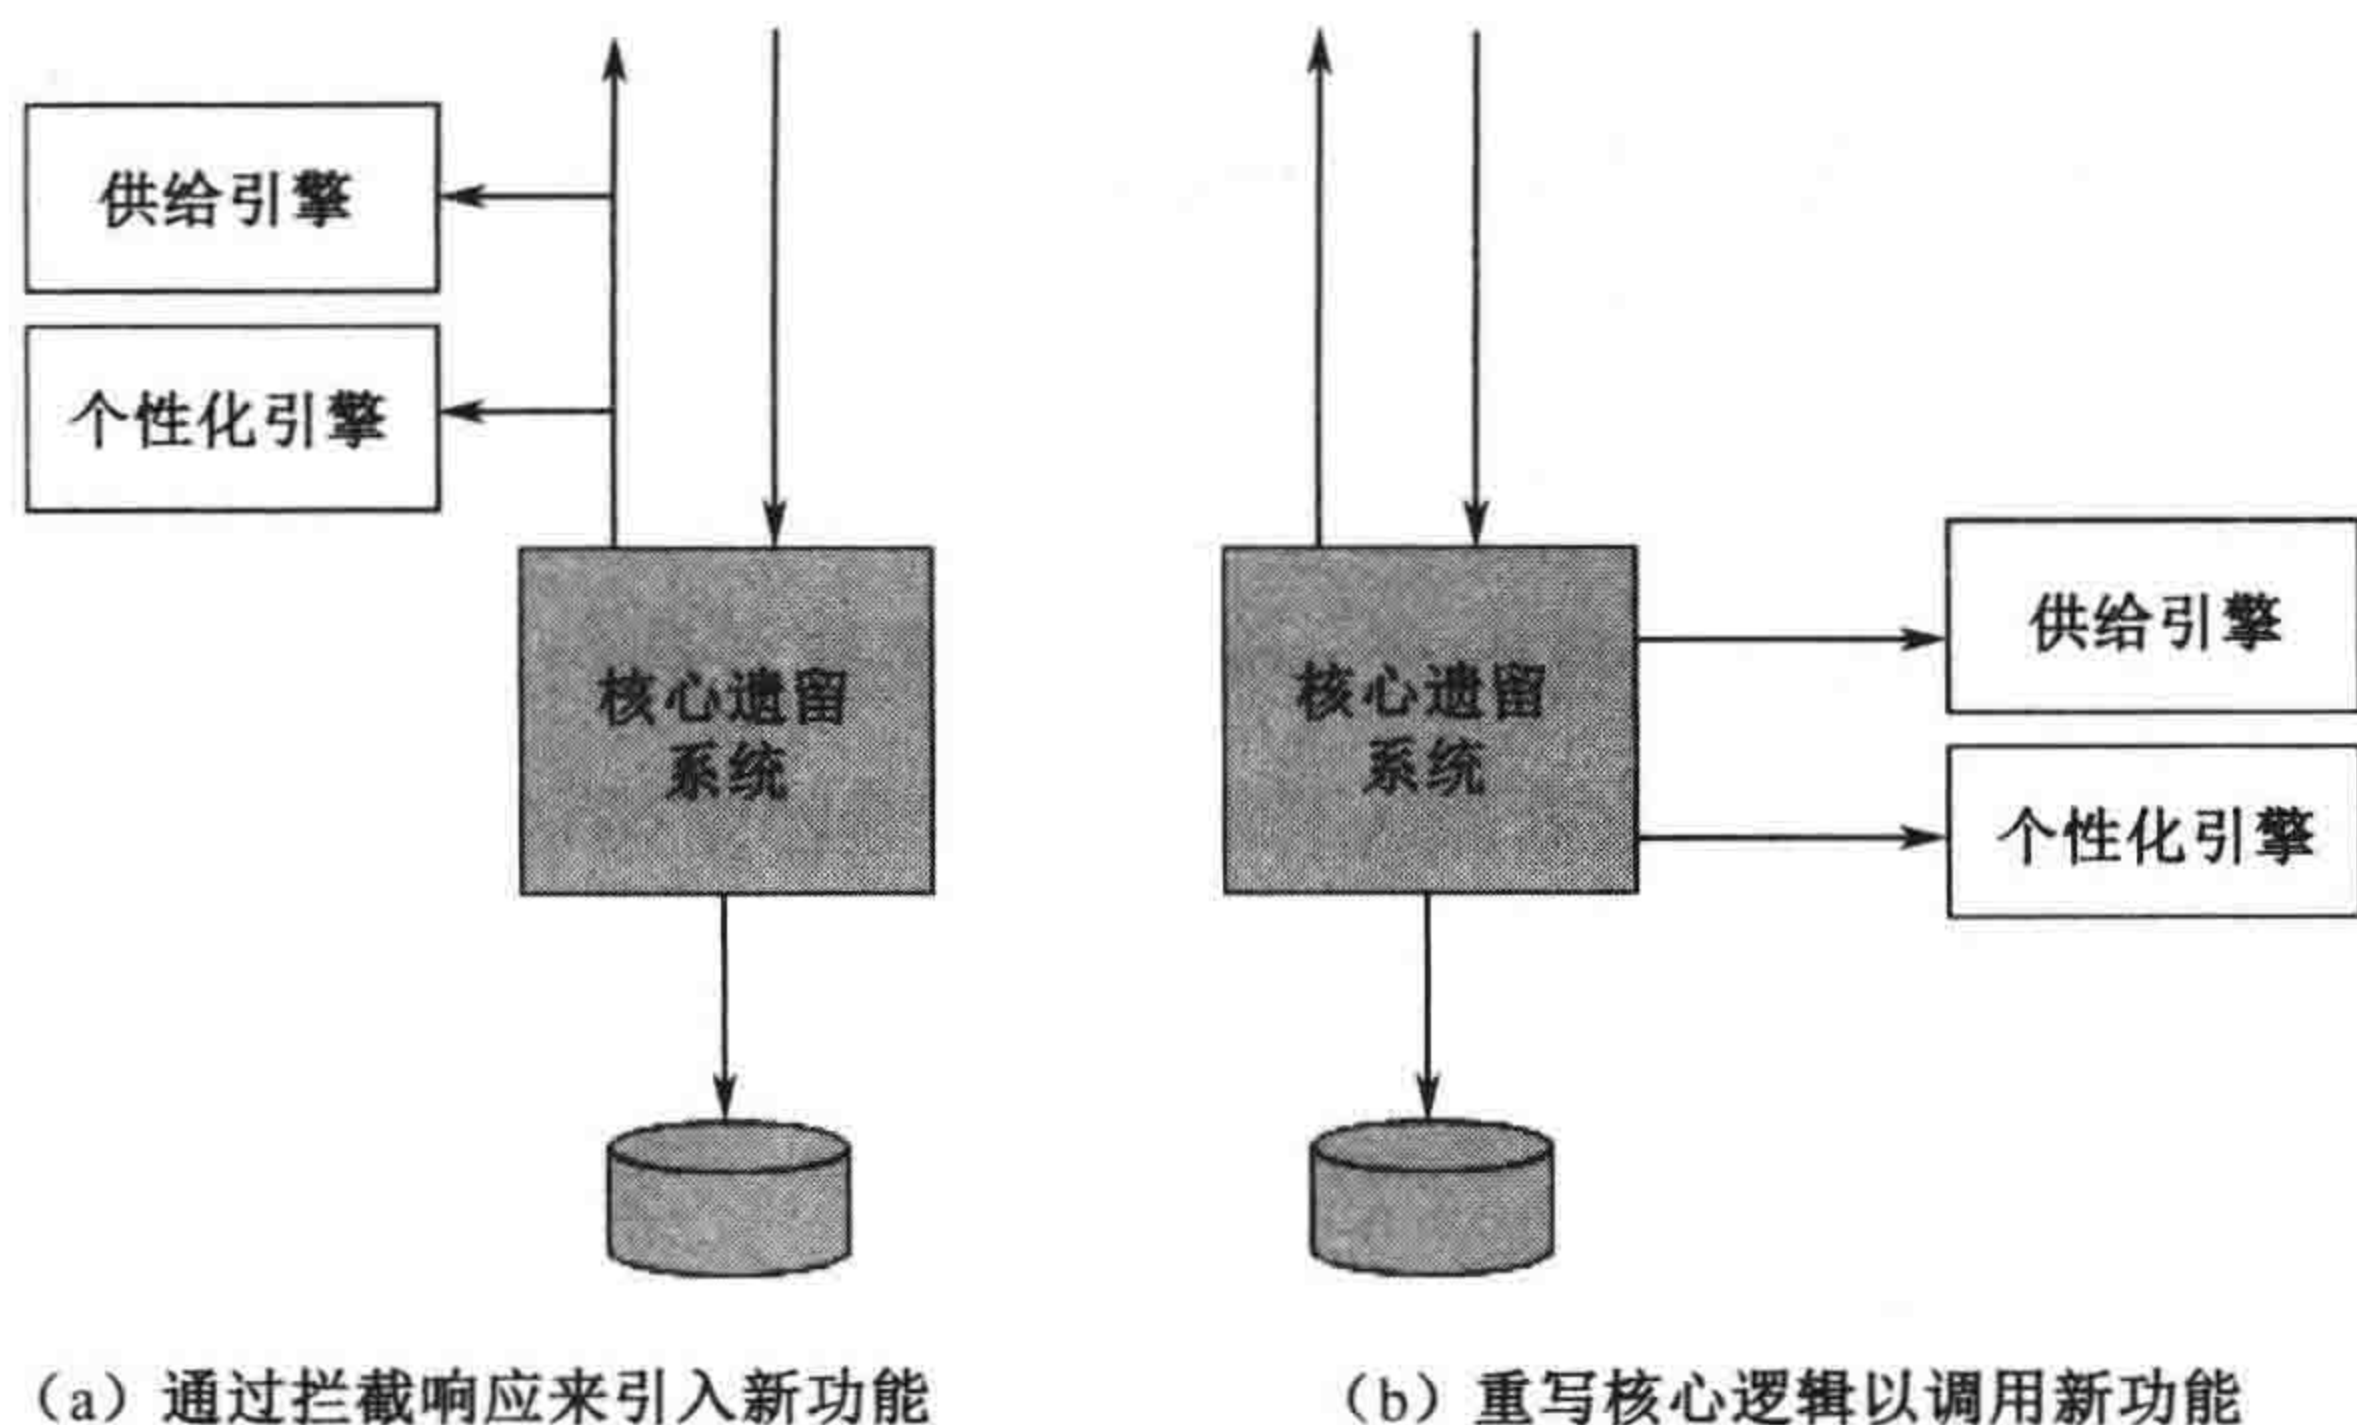 供给引擎
个性化引擎
核心遗留
系统
（a）通过拦截响应来引入新功能
核心遗留
系统
供给引擎
个性化引擎
（b）重写核心逻辑以调用新功能